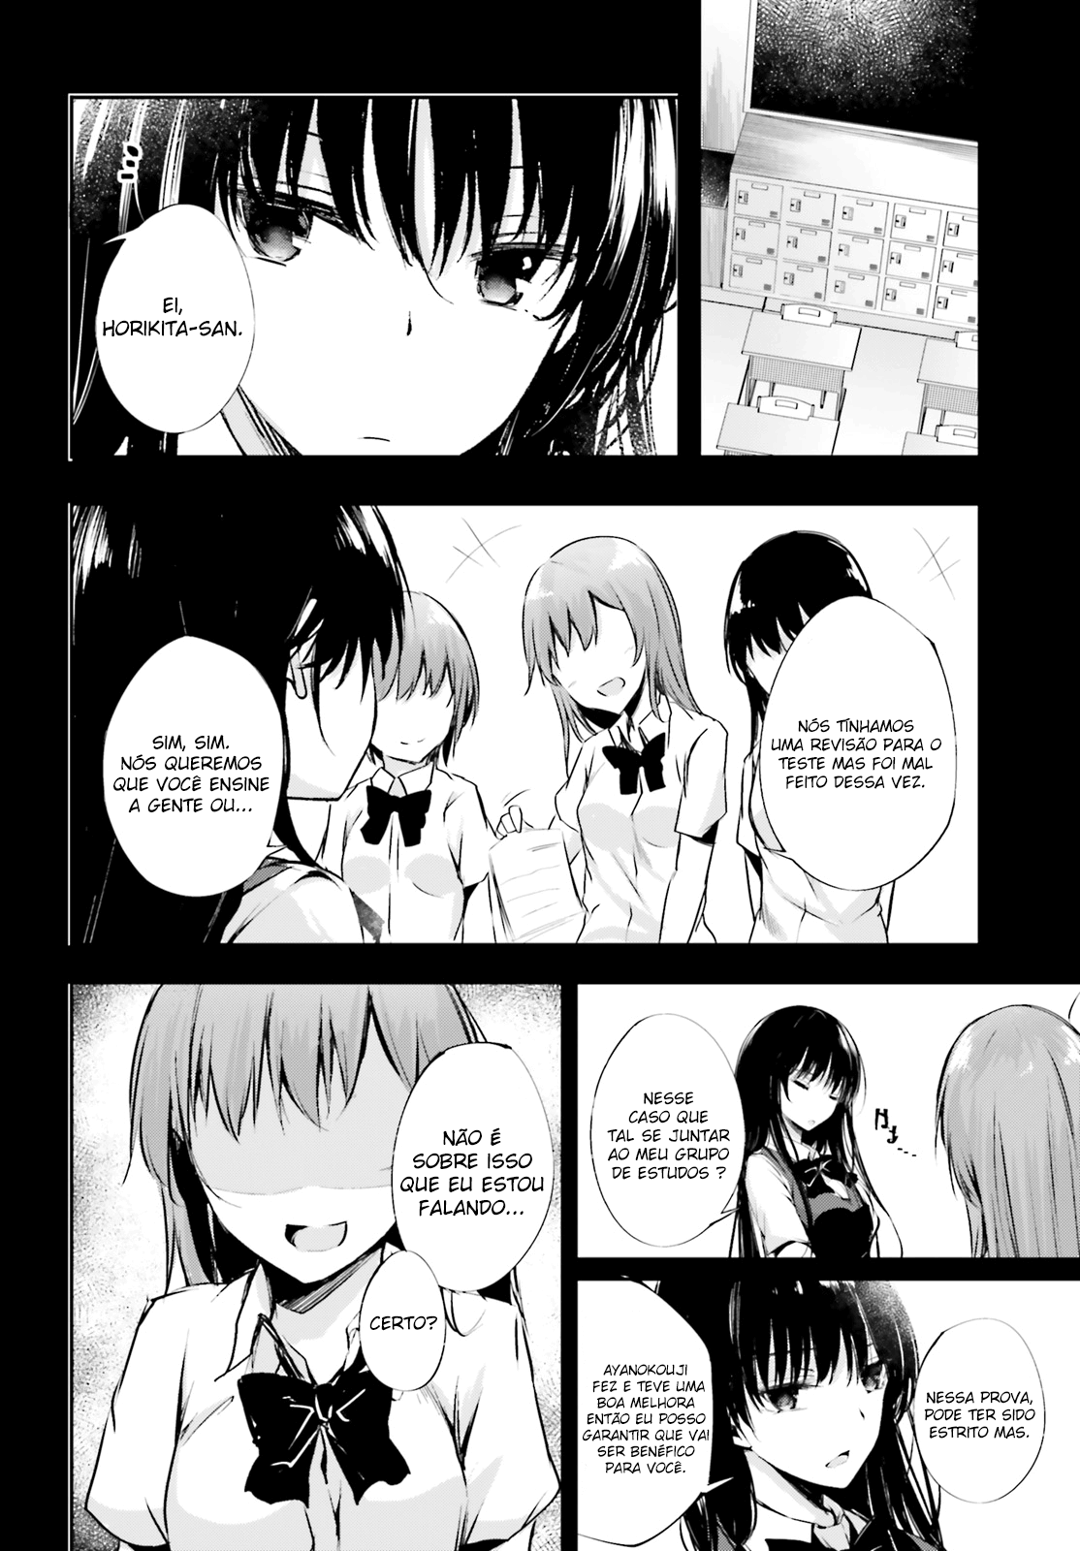 EI,
HORIKITA-SAN.
NÓS TÍNHAMOS
UMA REVISÃO PARA O
TESTE MAS FOI MAL
FEITO DESSA VEZ.
SIM, SIM.
NÓS QUEREMOS
QUE VOCÊ ENSINE
A GENTE OU...
NESSE
CASO QUE
TAL SE JUNTAR
AO MEU GRUPO
DE ESTUDOS ?
NESSA PROVA,
PODE TER SIDO
ESTRITO MAS.
AYANOKOUJI
FEZ E TEVE UMA
BOA MELHORA
ENTÃO EU POSSO
GARANTIR QUE VAI
SER BENÉFICO
PARA VOCÊ.
NÃO É
SOBRE ISSO
QUE EU ESTOU
FALANDO...
CERTO?